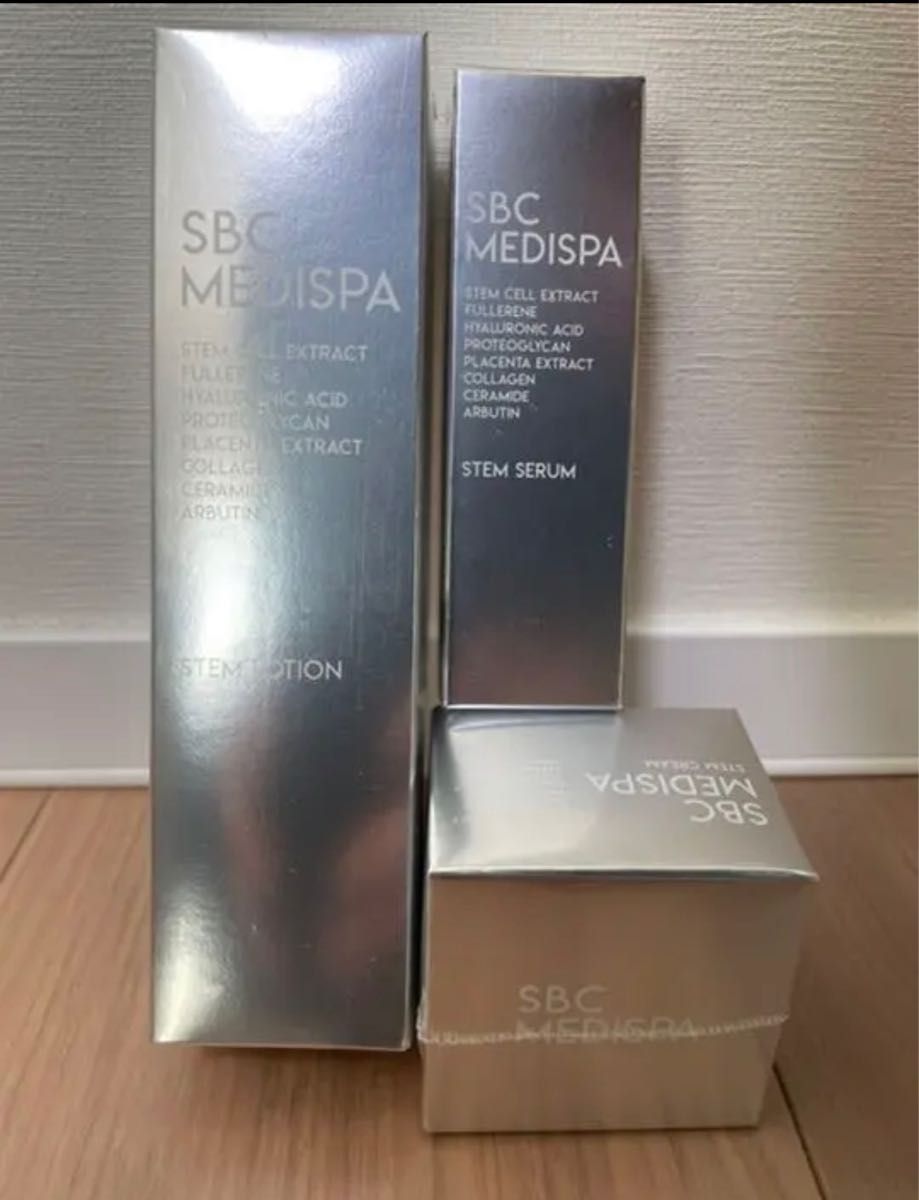 SBC
MEDISPA
STEM CELL EXTRACT
FULLERENE
HYALURONIC ACID
PROTEOGLYCAN
PLACENTA EXTRACT
COLLAGEN
CERAMIDE
ARBUTIN
STEM LOTION
SBC
MEDISPA
STEM CELL EXTRACT
FULLERENE
HYALURONIC ACID
PROTEOGLYCAN
PLACENTA EXTRACT
COLLAGEN
CERAMIDE
ARBUTIN
STEM SERUM
SBC
MEDISPA
STEM CREAM
SBC
MEDISPA